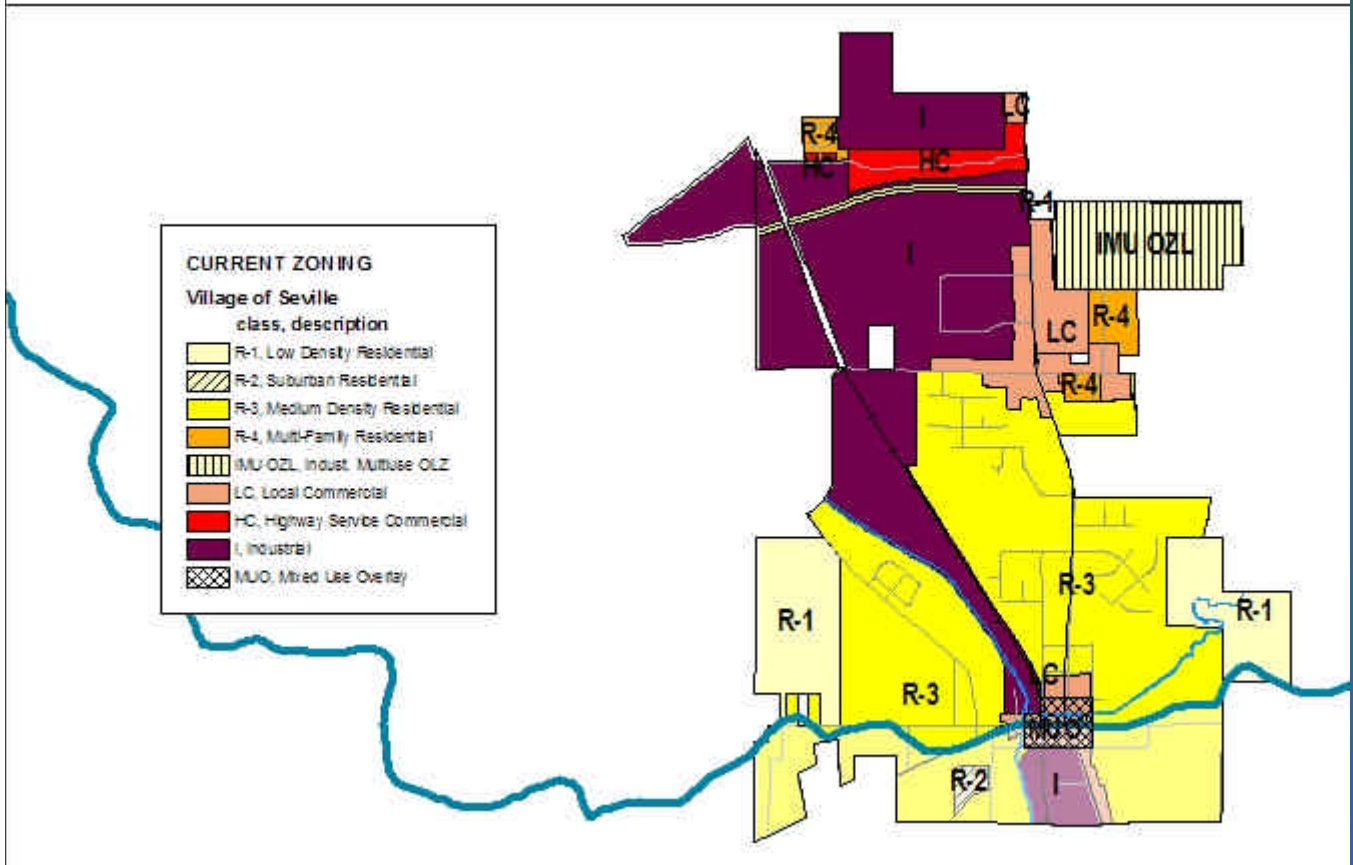 CURRENT ZONING
Village of Seville
class, description
R-1, Low Density Residential
R-2, Suburban Residential
R-3, Medium Density Residential
R-4, Multi-Family Residential
IMU OZL, Indust. Multiuse OLZ
LC, Local Commercial
HC, Highway Service Commercial
I, Industrial
MUO, Mixed Use Overlay
LC
I
R-4
HC
HC
R-1
IMU OZL
I
LC
R-4
R-4
R-3
R-1
R-1
R-3
LC
MUO
R-2
I